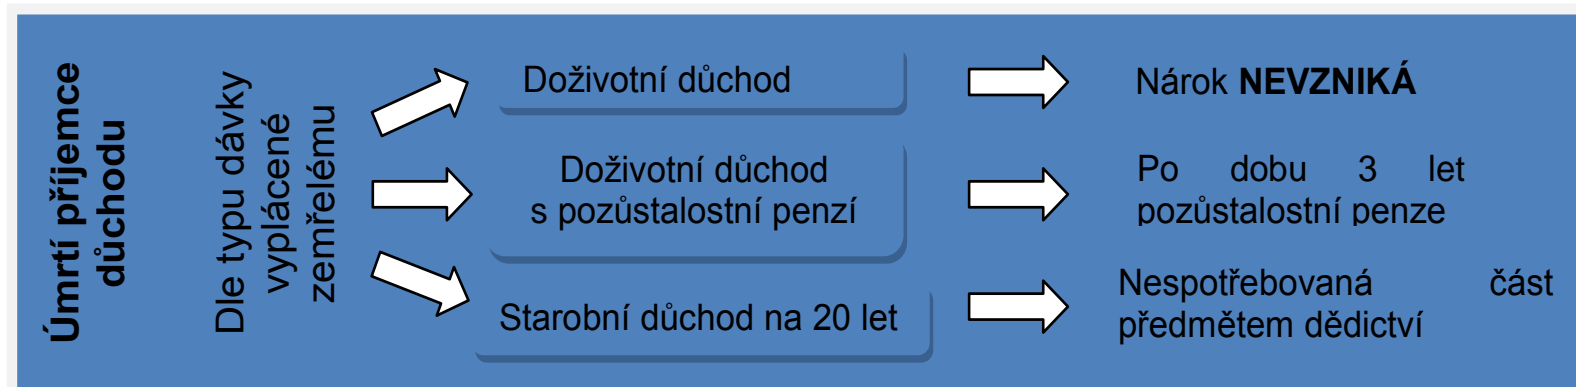 Úmrtí příjemce
důchodu
Dle typu dávky
vyplácené
zemřelému
Doživotní důchod
Nárok NEVZNIKÁ
Doživotní důchod
s pozůstalostní penzí
Po dobu 3 let
pozůstalostní penze
Starobní důchod na 20 let
Nespotřebovaná část
předmětem dědictví